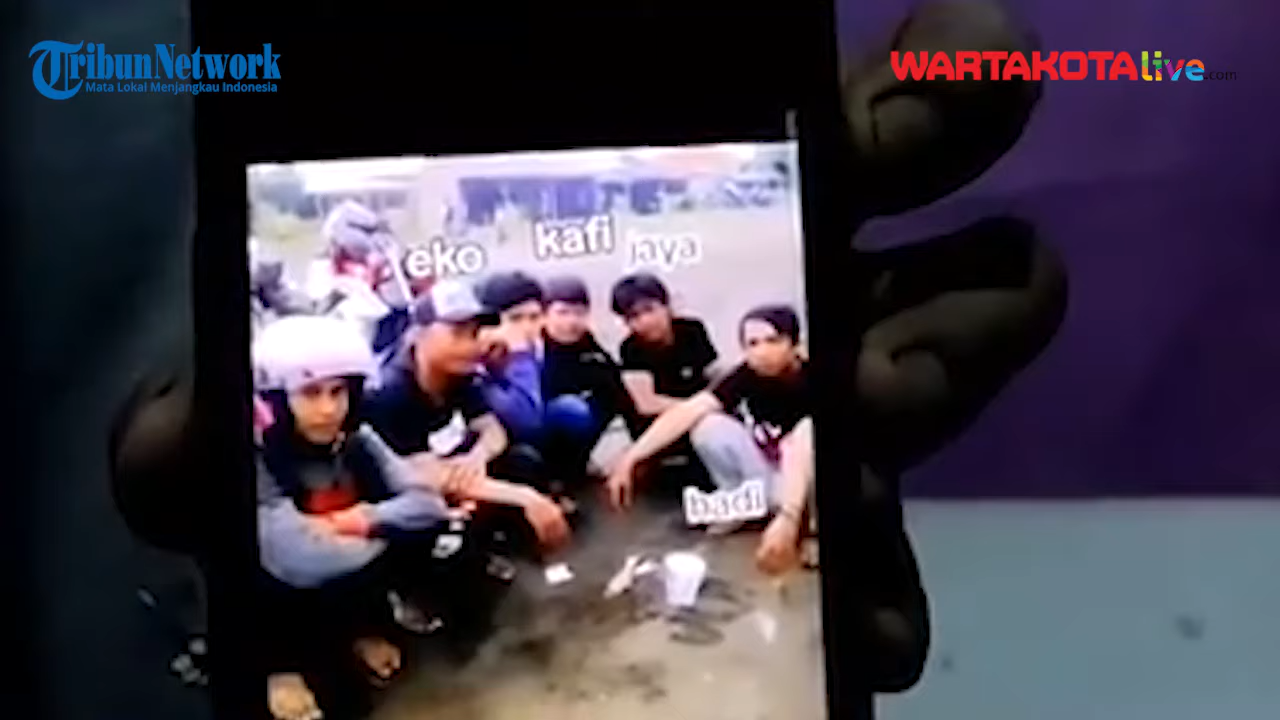 TribunNetwork
Mata Lokal Menjangkau Indonesia
WARTAKOTAlive.com
eko
kafi
jaya
badi